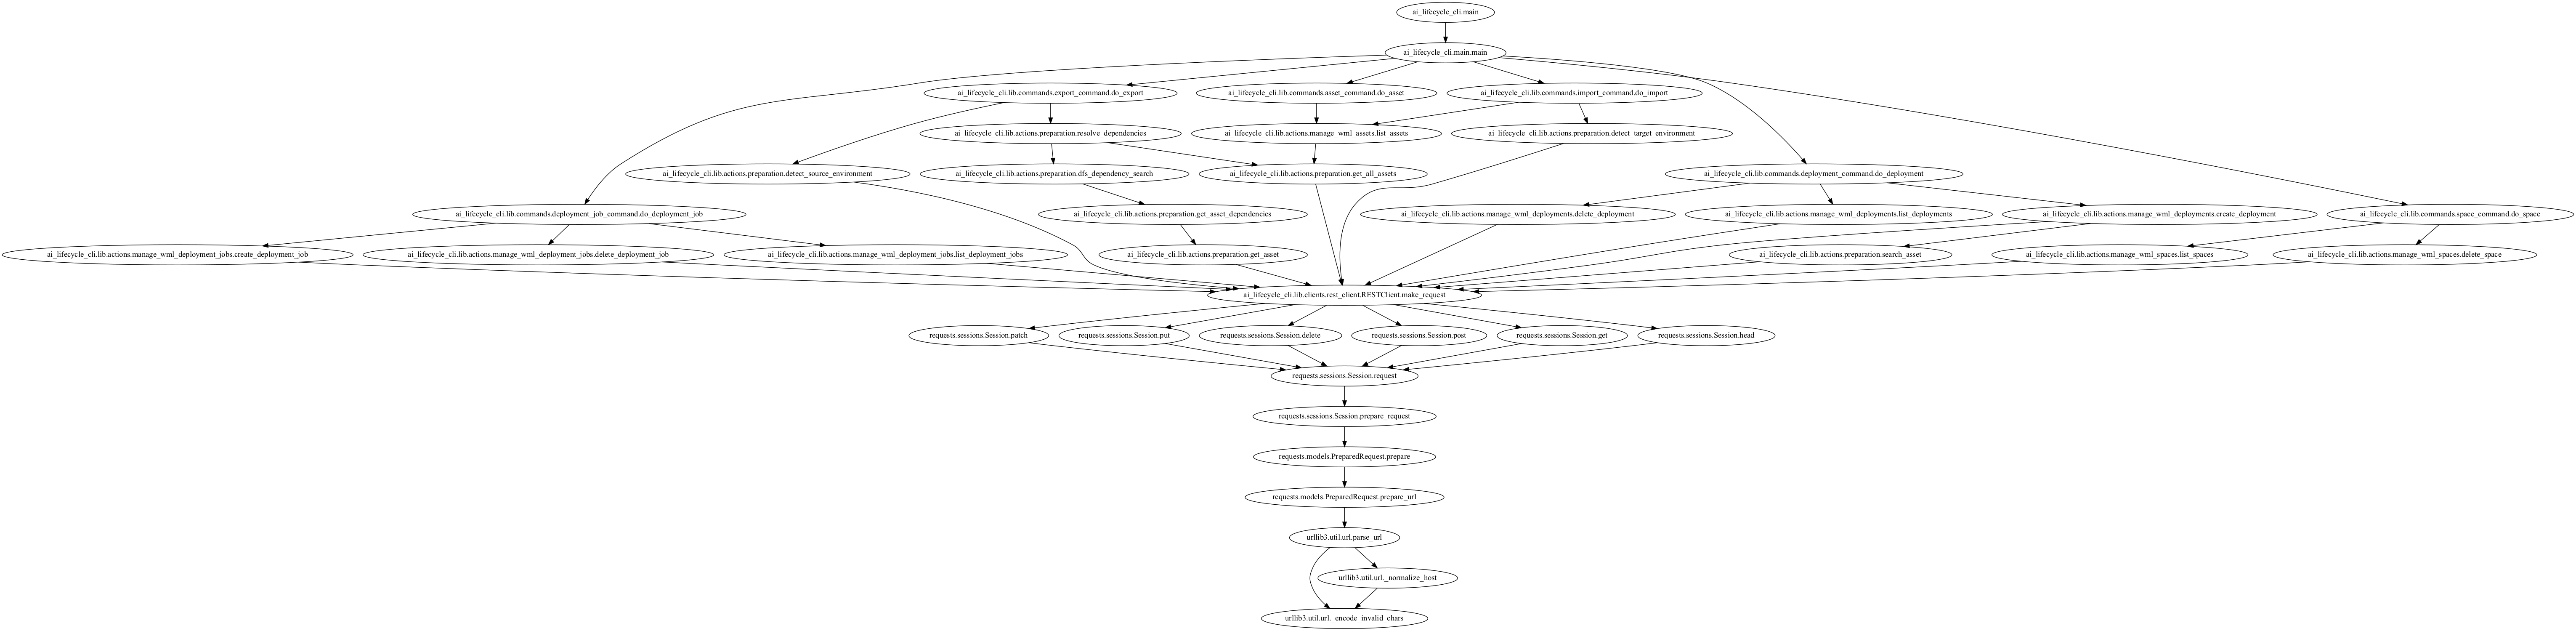 ai_lifecycle_cli.main
ai_lifecycle_cli.main.main
ai_lifecycle_cli.lib.commands.export_command.do_export
ai_lifecycle_cli.lib.commands.asset_command.do_asset
ai_lifecycle_cli.lib.commands.import_command.do_import
ai_lifecycle_cli.lib.actions.preparation.resolve_dependencies
ai_lifecycle_cli.lib.actions.manage_wml_assets.list_assets
ai_lifecycle_cli.lib.actions.preparation.detect_target_environment
ai_lifecycle_cli.lib.actions.preparation.detect_source_environment
ai_lifecycle_cli.lib.actions.preparation.dfs_dependency_search
ai_lifecycle_cli.lib.actions.preparation.get_all_assets
ai_lifecycle_cli.lib.commands.deployment_command.do_deployment
ai_lifecycle_cli.lib.commands.deployment_job_command.do_deployment_job
ai_lifecycle_cli.lib.actions.preparation.get_asset_dependencies
ai_lifecycle_cli.lib.actions.manage_wml_deployments.delete_deployment
ai_lifecycle_cli.lib.actions.manage_wml_deployments.list_deployments
ai_lifecycle_cli.lib.actions.manage_wml_deployments.create_deployment
ai_lifecycle_cli.lib.commands.space_command.do_space
ai_lifecycle_cli.lib.actions.manage_wml_deployment_jobs.create_deployment_job
ai_lifecycle_cli.lib.actions.manage_wml_deployment_jobs.delete_deployment_job
ai_lifecycle_cli.lib.actions.manage_wml_deployment_jobs.list_deployment_jobs
ai_lifecycle_cli.lib.actions.preparation.get_asset
ai_lifecycle_cli.lib.actions.preparation.search_asset
ai_lifecycle_cli.lib.actions.manage_wml_spaces.list_spaces
ai_lifecycle_cli.lib.actions.manage_wml_spaces.delete_space
ai_lifecycle_cli.lib.clients.rest_client.RESTClient.make_request
requests.sessions.Session.patch
requests.sessions.Session.put
requests.sessions.Session.delete
requests.sessions.Session.post
requests.sessions.Session.get
requests.sessions.Session.head
requests.sessions.Session.request
requests.sessions.Session.prepare_request
requests.models.PreparedRequest.prepare
requests.models.PreparedRequest.prepare_url
urllib3.util.url.parse_url
urllib3.util.url._normalize_host
urllib3.util.url._encode_invalid_chars